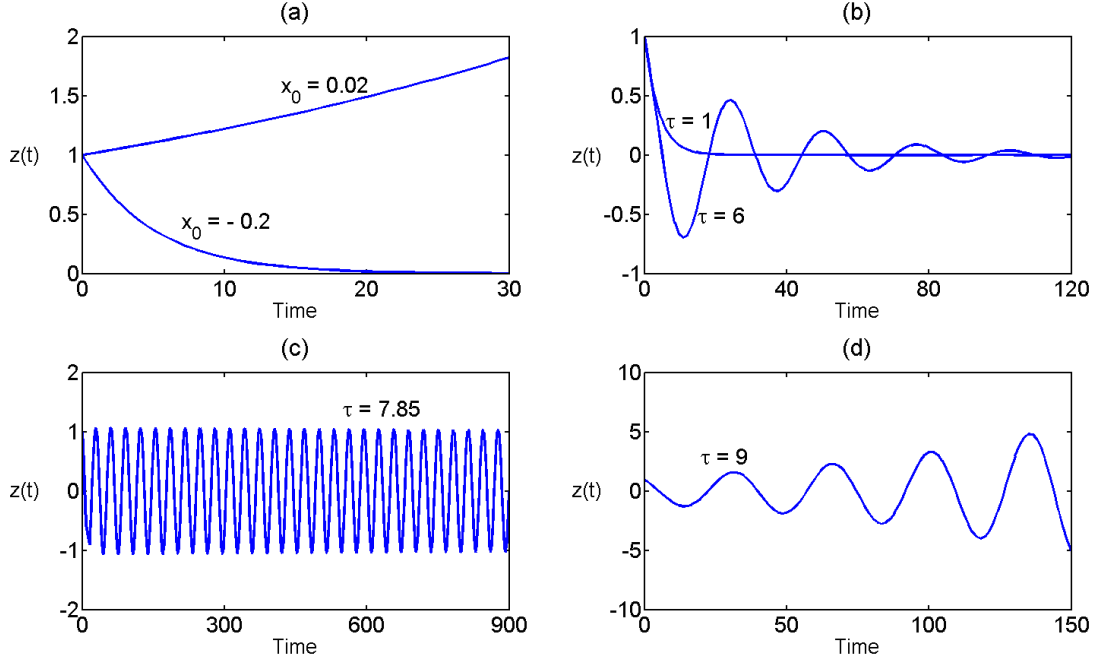 (a)
2
1.5
1
0.5
0
z(t)
x0 = 0.02
x0 = - 0.2
0 10 20 30
Time
(b)
1
0.5
0
-0.5
-1
z(t)
τ = 1
τ = 6
0 40 80 120
Time
(c)
2
1
0
-1
-2
z(t)
τ = 7.85
0 300 600 900
Time
(d)
10
5
0
-5
-10
z(t)
τ = 9
0 50 100 150
Time